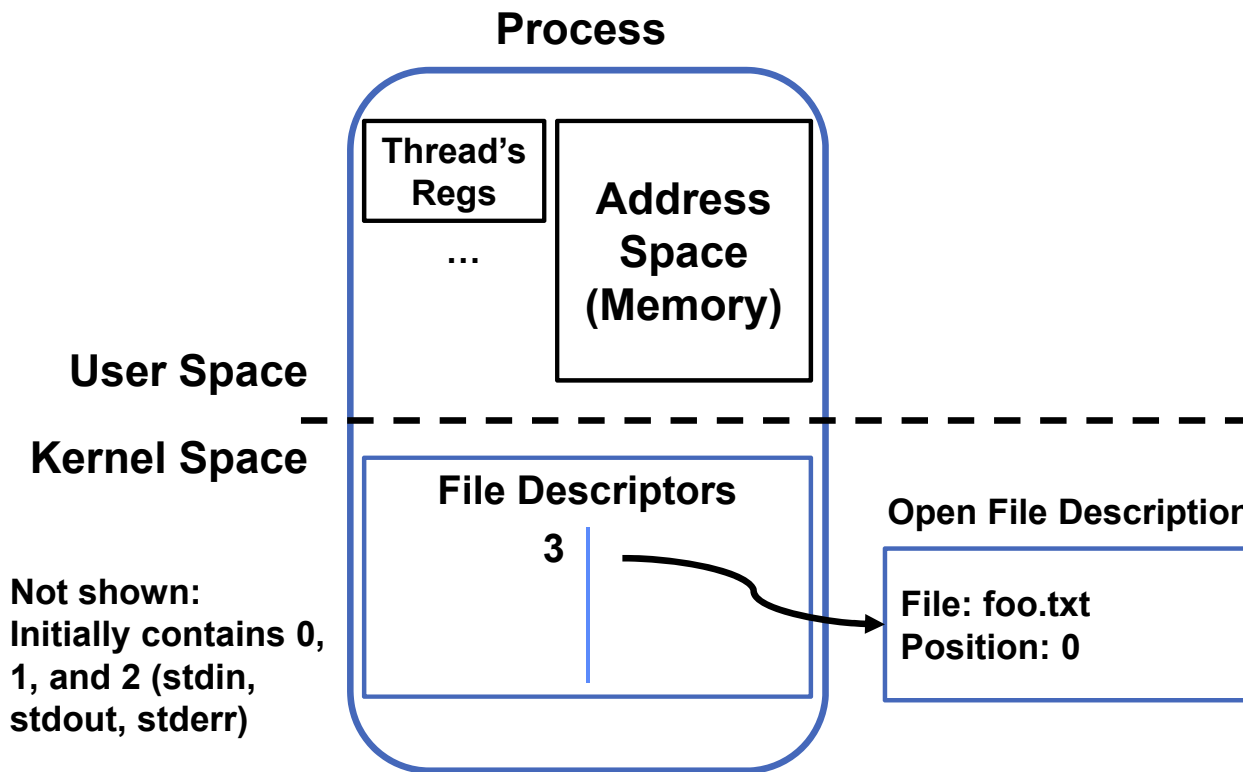 Process
Thread's
Regs
...
Address
Space
(Memory)
User Space
Kernel Space
File Descriptors
3
Open File Description
File: foo.txt
Position: 0
Not shown:
Initially contains 0,
1, and 2 (stdin,
stdout, stderr)